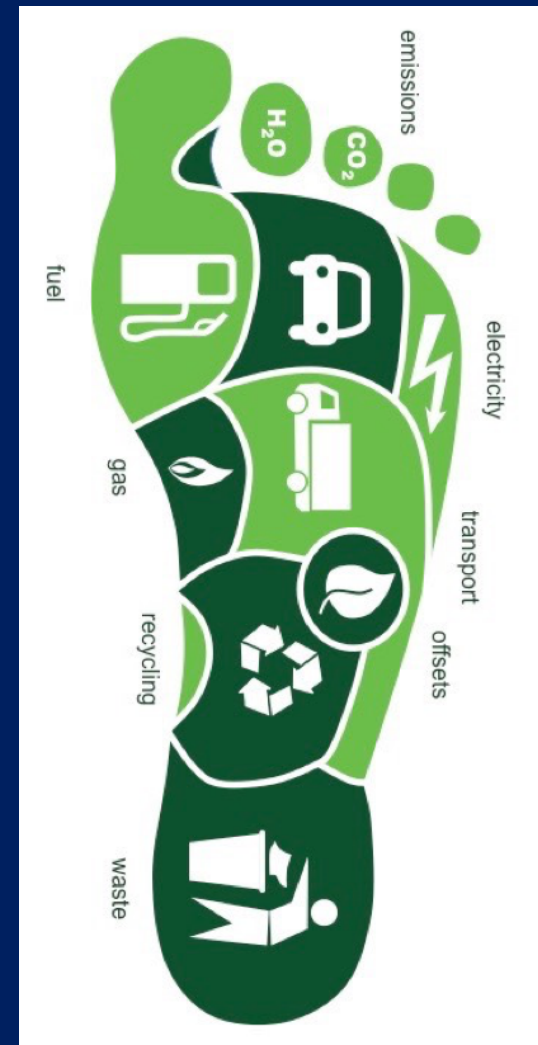 emissions
H₂O
CO₂
electricity
fuel
gas
transport
offsets
recycling
waste